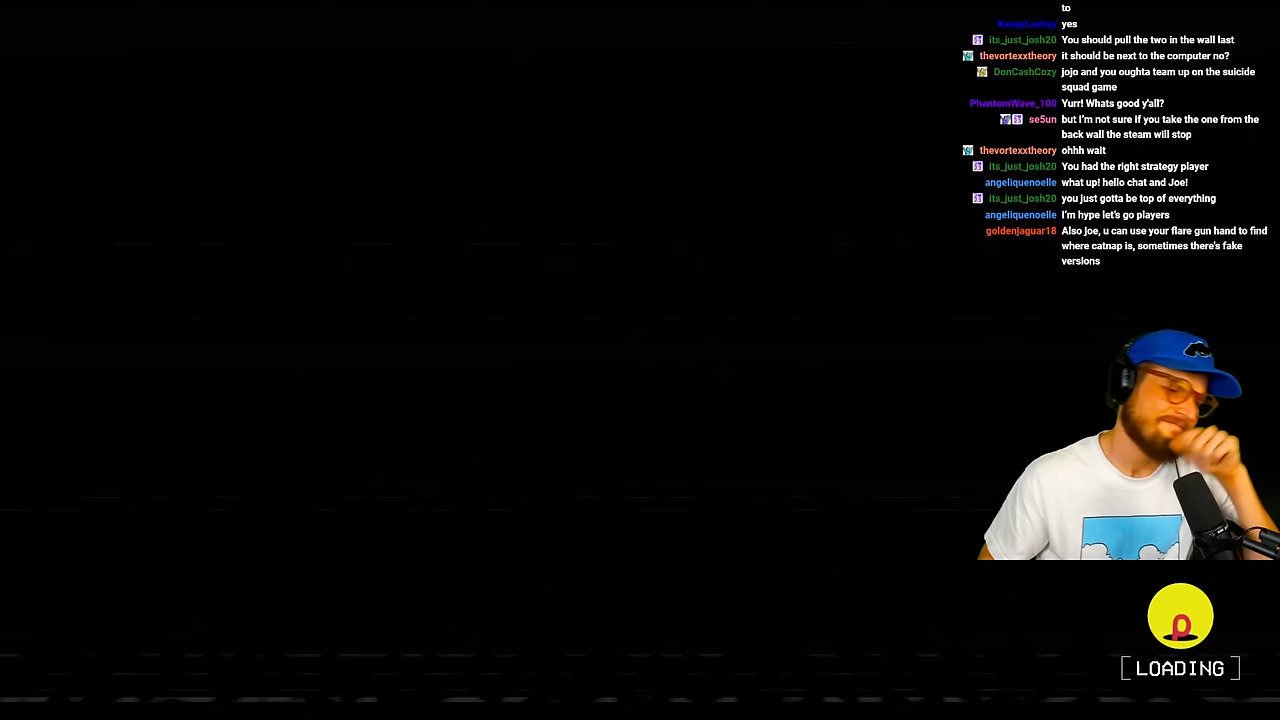 to
yes
its_just_josh20 You should pull the two in the wall last
thevortexxtheory it should be next to the computer no?
DonCashCozy jojo and you oughta team up on the suicide
squad game
PhantomWave_100 Yurr! Whats good y'all?
se5un but I'm not sure if you take the one from the
back wall the steam will stop
thevortexxtheory ohhh wait
its_just_josh20 You had the right strategy player
angeliquenoelle what up! hello chat and Joe!
its_just_josh20 you just gotta be top of everything
angeliquenoelle I'm hype let's go players
goldenjaguar18 Also joe, u can use your flare gun hand to find
where catnap is, sometimes there's fake
versions
p
[ LOADING ]